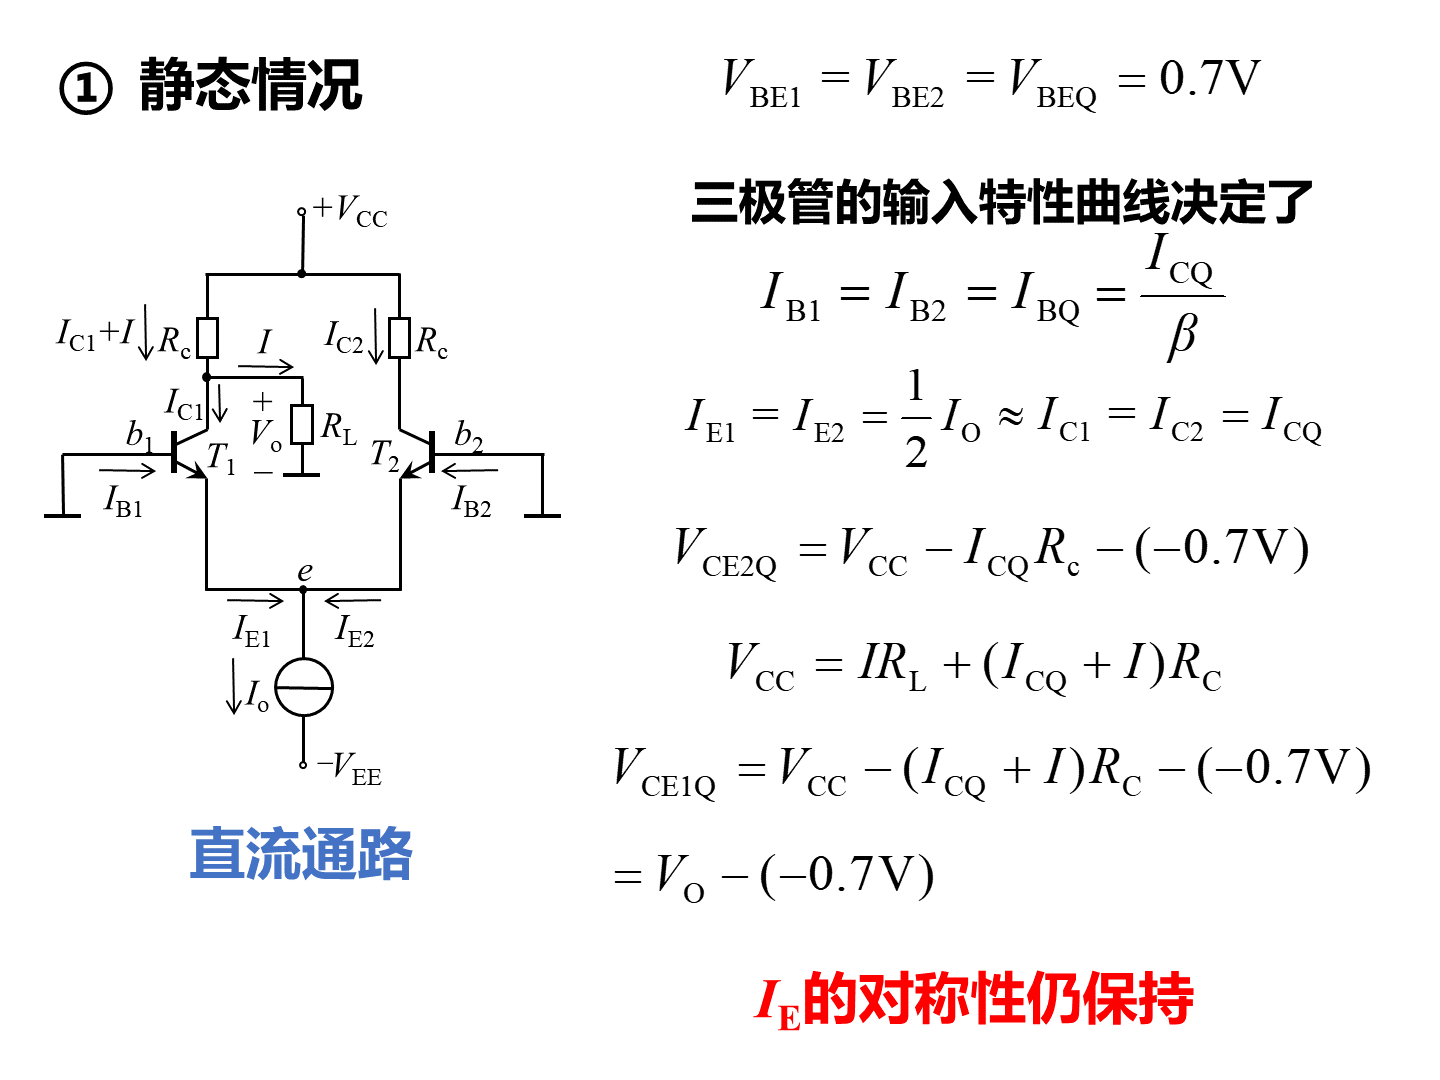 ① 静态情况
V_BE1 = V_BE2 = V_BEQ = 0.7V
三极管的输入特性曲线决定了
I_B1 = I_B2 = I_BQ = I_CQ / β
I_E1 = I_E2 = 1/2 I_O ≈ I_C1 = I_C2 = I_CQ
V_CE2Q = V_CC − I_CQ R_c − (−0.7V)
V_CC = IR_L + (I_CQ + I)R_C
V_CE1Q = V_CC − (I_CQ + I)R_C − (−0.7V)
= V_O − (−0.7V)
I_E的对称性仍保持
+V_CC
I_C1+I
R_c
I
I_C2
R_c
I_C1
+
V_o
−
R_L
b_1
T_1
T_2
b_2
I_B1
I_B2
e
I_E1
I_E2
I_o
−V_EE
直流通路